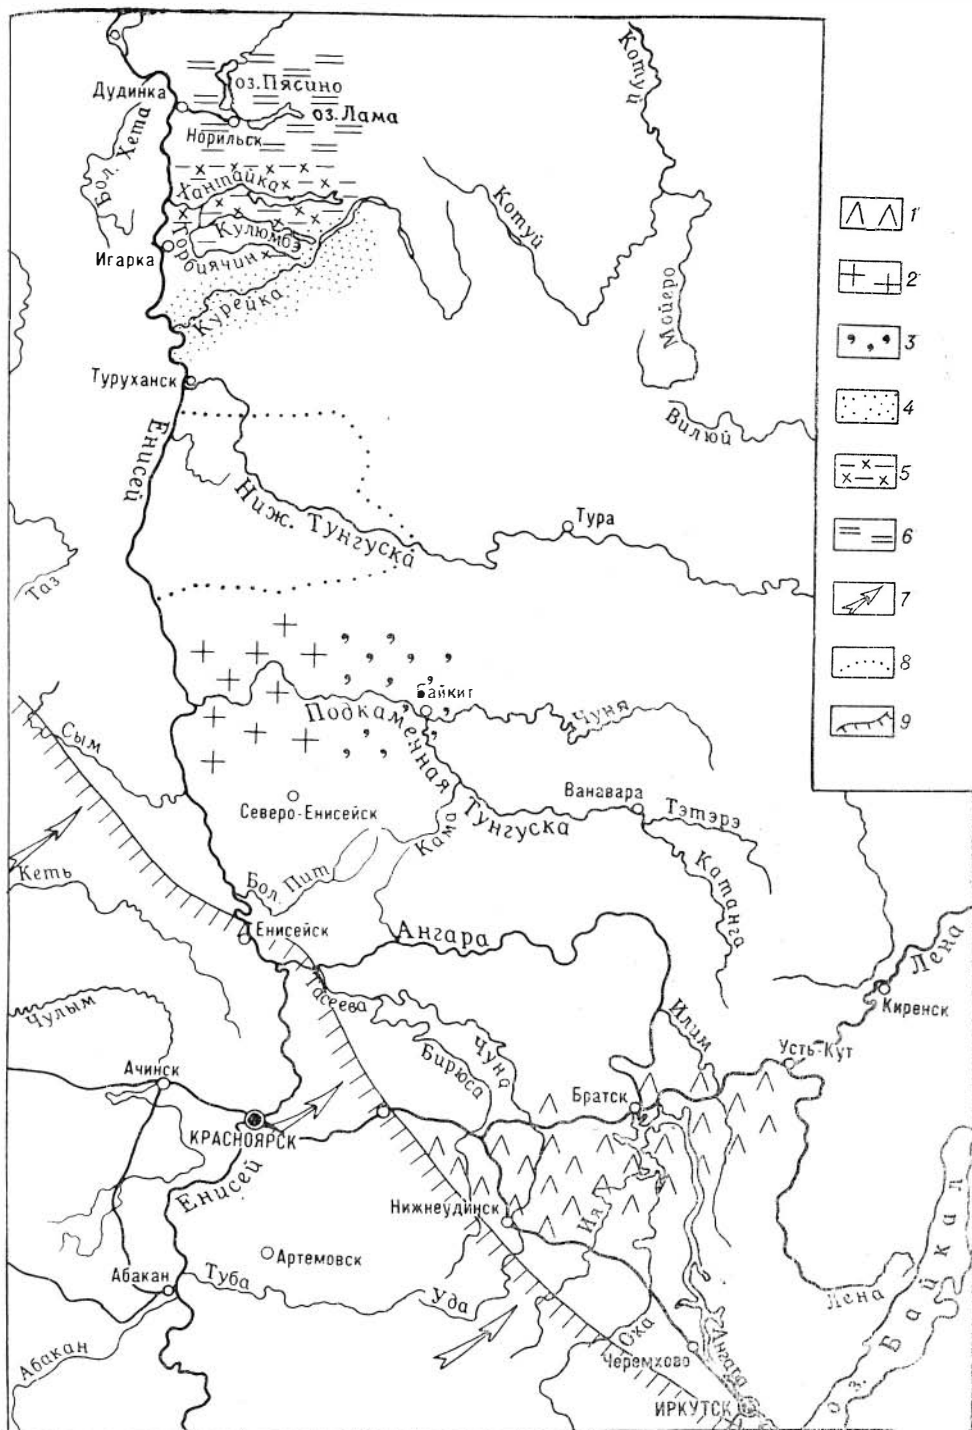 Котуй
оз. Пясино
Дудинка
оз. Лама
Норильск
Бол. Хета
Хантайка
Котуй
1
Кулюмбэ
Горбиячин
Игарка
2
Курейка
Мойеро
3
Туруханск
4
Вилюй
Енисей
5
Ниж. Тунгуска
Тура
6
Таз
7
8
Байкит
Подкаменная Тунгуска
Чуня
9
Сым
Северо-Енисейск
Ванавара
Тэтэрэ
Кама
Кеть
Бол. Пит
Катанга
Енисейск
Ангара
Лена
Тасеева
Киренск
Чулым
Илим
Чуна
Бирюса
Усть-Кут
Ачинск
Братск
КРАСНОЯРСК
Енисей
Нижнеудинск
Ия
Артемовск
Абакан
Туба
Уда
Лена
оз. Байкал
Оха
Ангара
Абакан
Черемхово
ИРКУТСК